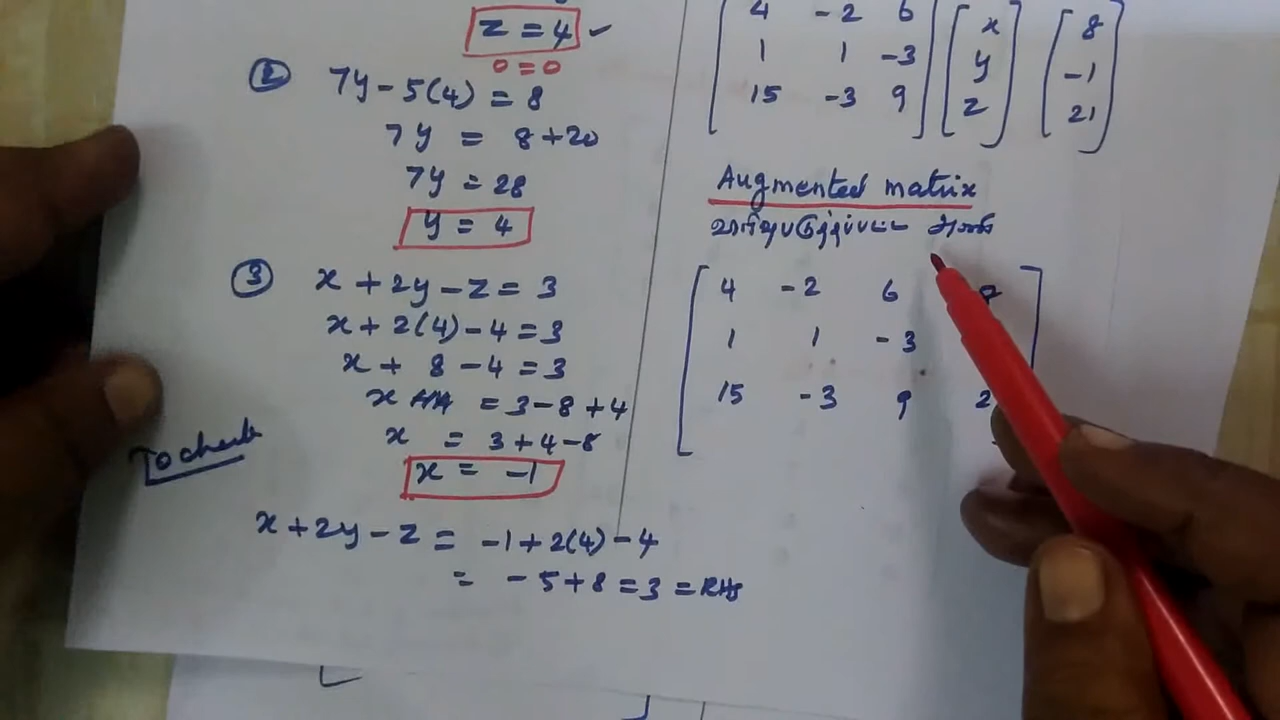 z = 4 ✓
0 = 0
② 7y - 5(4) = 8
7y = 8 + 20
7y = 28
y = 4
③ x + 2y - z = 3
x + 2(4) - 4 = 3
x + 8 - 4 = 3
x = 3 - 8 + 4
x = 3 + 4 - 8
x = -1
To check
x + 2y - z = -1 + 2(4) - 4
= -5 + 8 = 3 = RHS
4 -2 6 x 8
1 1 -3 y -1
15 -3 9 z 21
Augmented matrix
அணி
4 -2 6 8
1 1 -3
15 -3 9 2